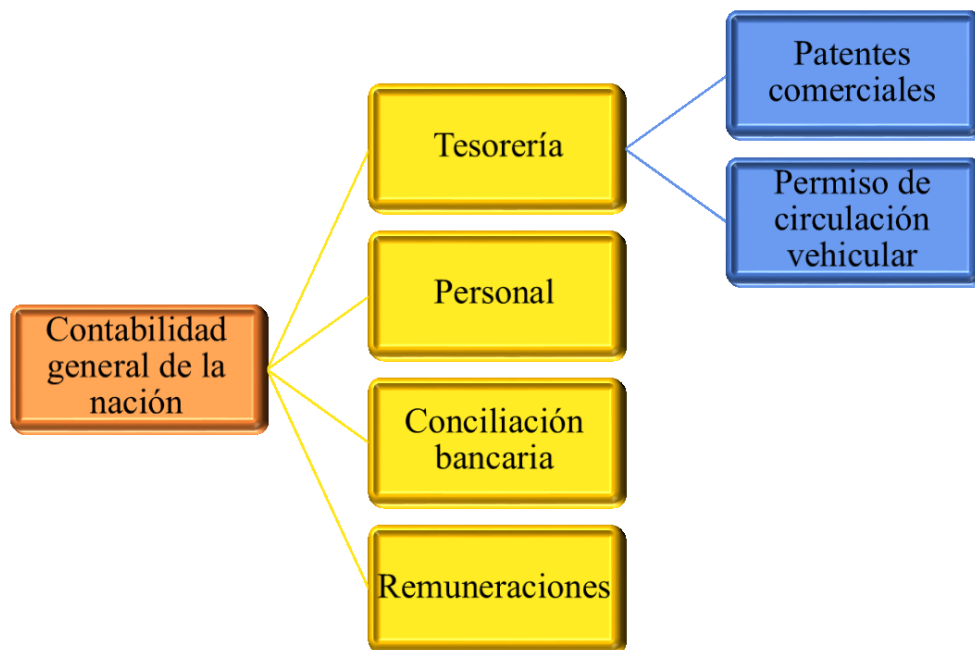 Contabilidad
general de la
nación
Tesorería
Personal
Conciliación
bancaria
Remuneraciones
Patentes
comerciales
Permiso de
circulación
vehicular